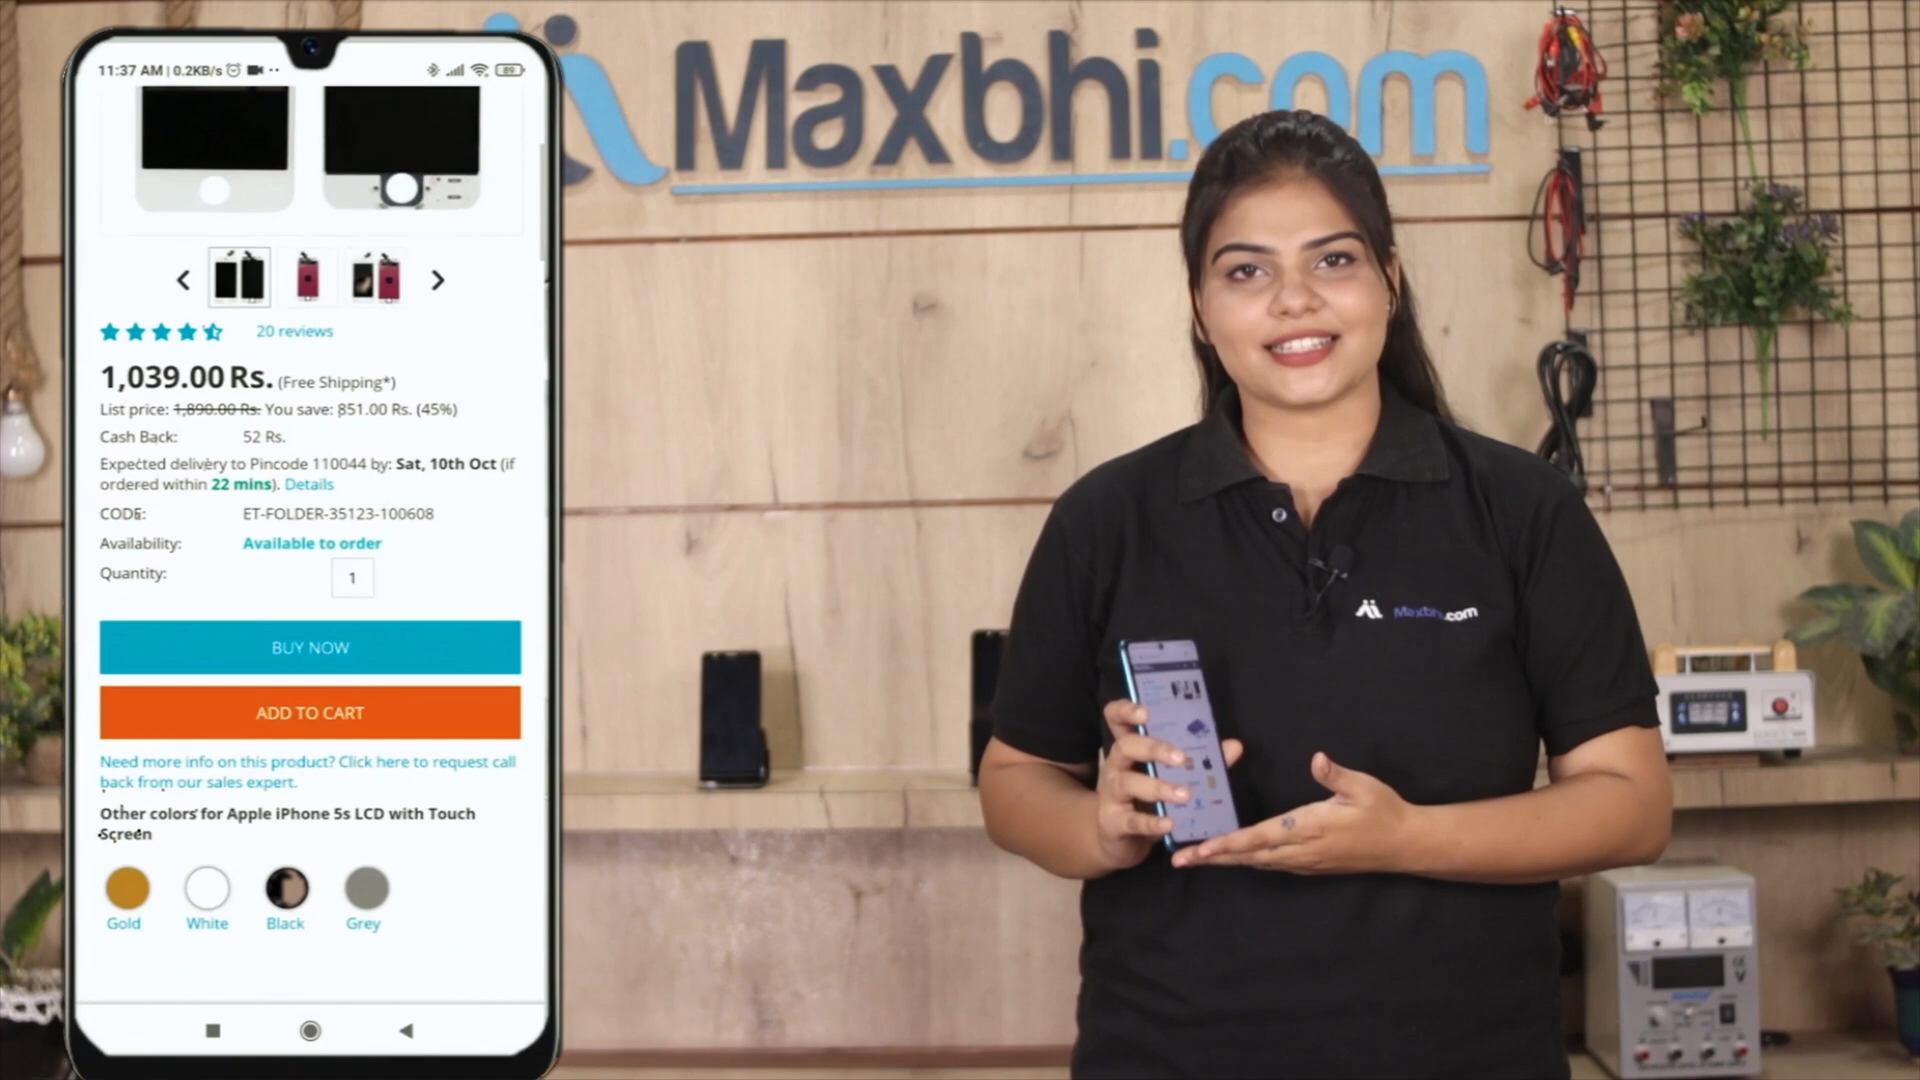 11:37 AM | 0.2KB/s
89
20 reviews
1,039.00 Rs. (Free Shipping*)
List price: 1,890.00 Rs. You save: 851.00 Rs. (45%)
Cash Back: 52 Rs.
Expected delivery to Pincode 110044 by: Sat, 10th Oct (if
ordered within 22 mins). Details
CODE: ET-FOLDER-35123-100608
Availability: Available to order
Quantity: 1
BUY NOW
ADD TO CART
Need more info on this product? Click here to request call
back from our sales expert.
Other colors for Apple iPhone 5s LCD with Touch
Screen
Gold White Black Grey
Maxbhi.com
Maxbhi.com